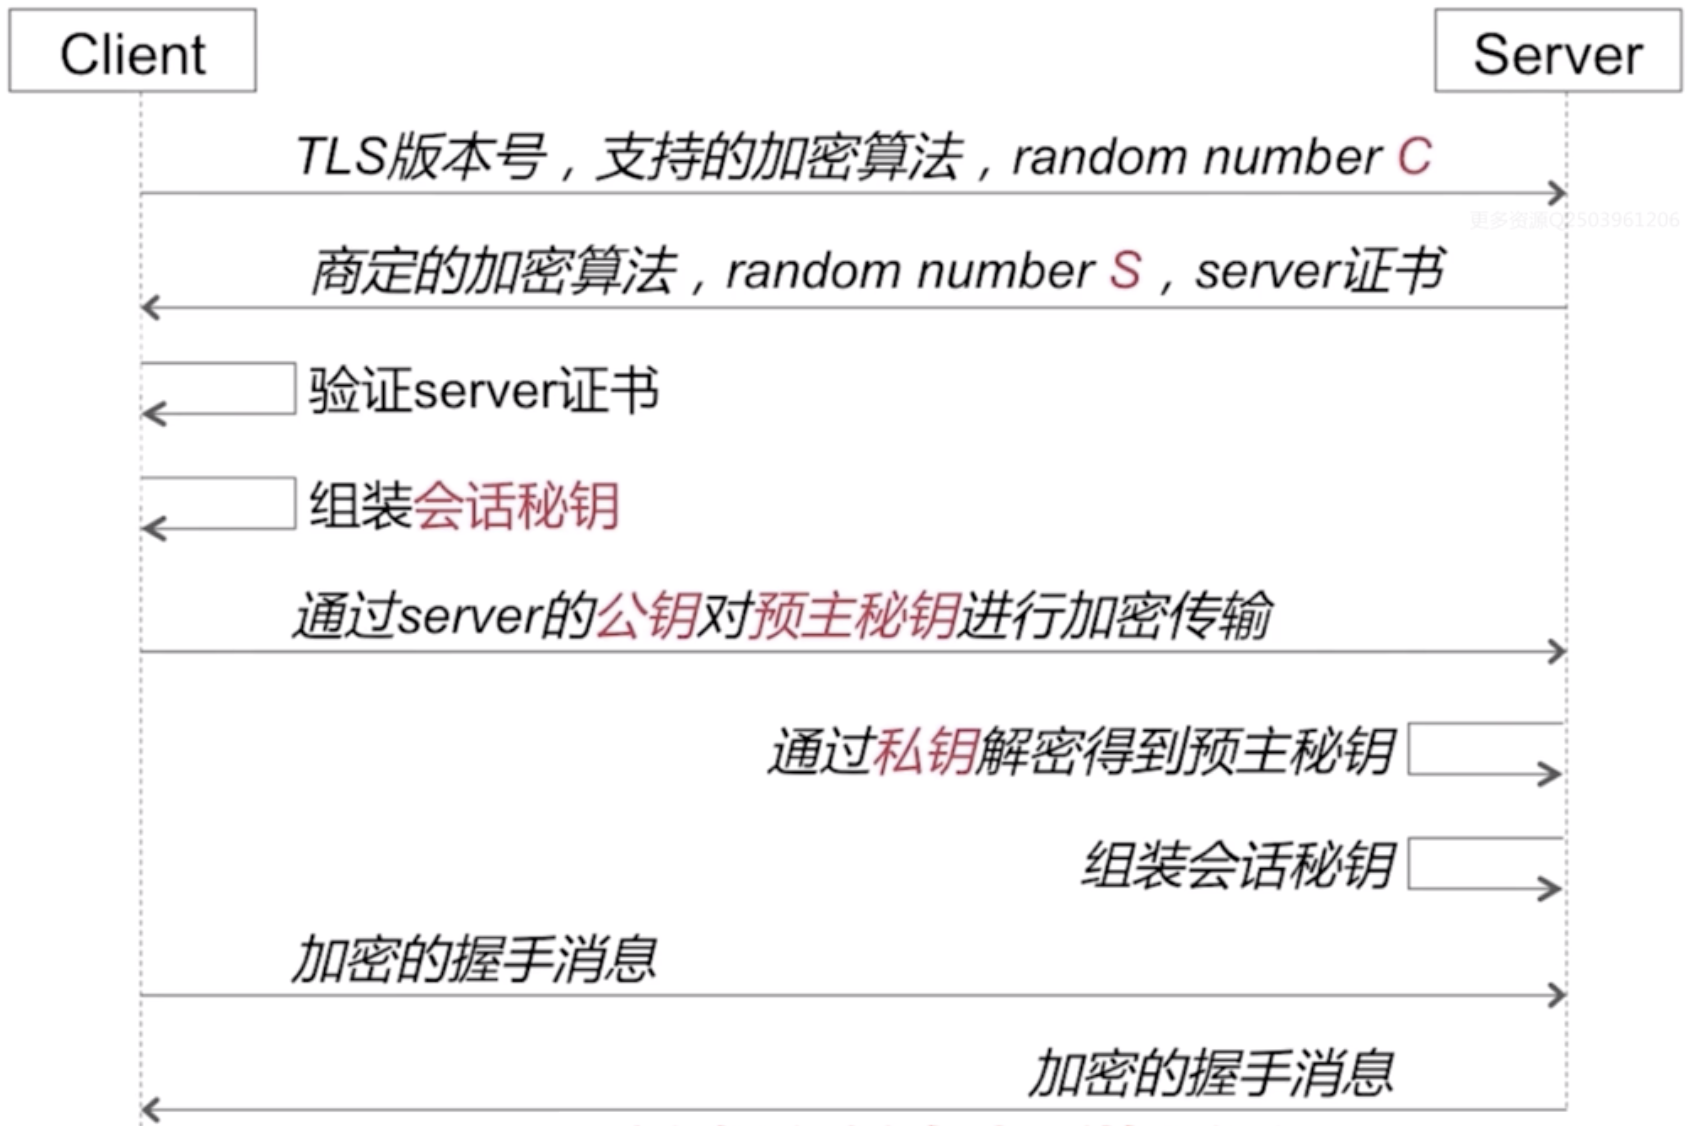 Client
Server
TLS版本号，支持的加密算法，random number C
更多资源Q2503961206
商定的加密算法，random number S，server证书
验证server证书
组装会话秘钥
通过server的公钥对预主秘钥进行加密传输
通过私钥解密得到预主秘钥
组装会话秘钥
加密的握手消息
加密的握手消息